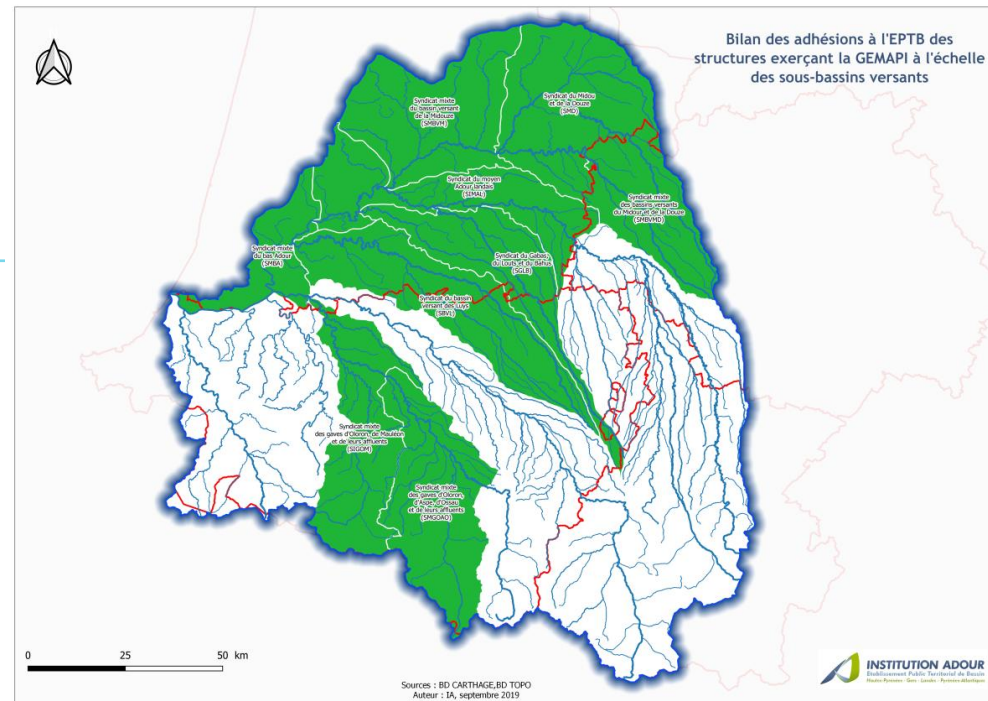 Bilan des adhésions à l'EPTB des
structures exerçant la GEMAPI à l'échelle
des sous-bassins versants
Syndicat mixte
du bassin versant
de la Midouze
(SMBVM)
Syndicat du Midou
et de la Douze
(SMD)
Syndicat du moyen
Adour landais
(SIMAL)
Syndicat mixte
des bassins versants
du Midour et de la Douze
(SMBVMD)
Syndicat mixte
du bas Adour
(SMBA)
Syndicat du Gabas,
du Louts et du Bahus
(SGLB)
Syndicat du bassin
versant des Luys
(SBVL)
Syndicat mixte
des gaves d'Oloron, de Mauléon
et de leurs affluents
(SIGOM)
Syndicat mixte
des gaves d'Oloron,
d'Aspe, d'Ossau
et de leurs affluents
(SMGOAO)
0 25 50 km
Sources : BD CARTHAGE,BD TOPO
Auteur : IA, septembre 2019
INSTITUTION ADOUR
Etablissement Public Territorial de Bassin
Hautes-Pyrénées - Gers - Landes - Pyrénées-Atlantiques